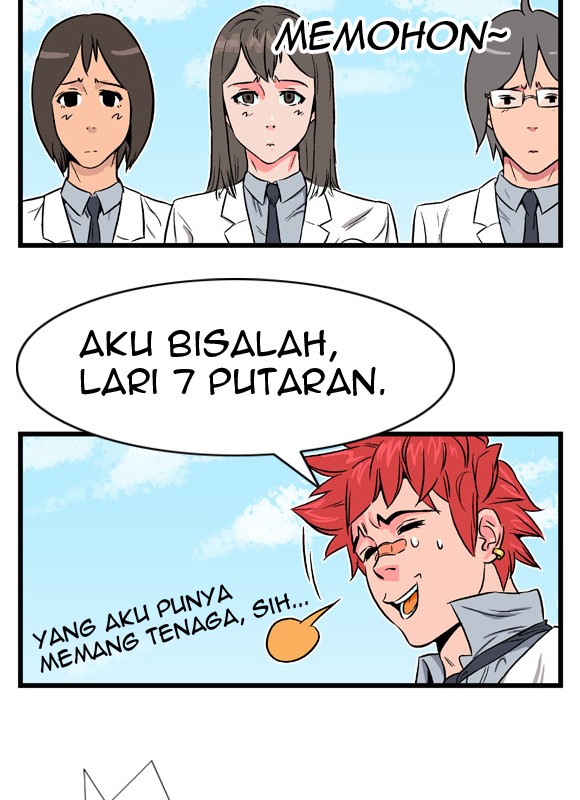 MEMOHON~
AKU BISALAH,
LARI 7 PUTARAN.
YANG AKU PUNYA
MEMANG TENAGA, SIH...